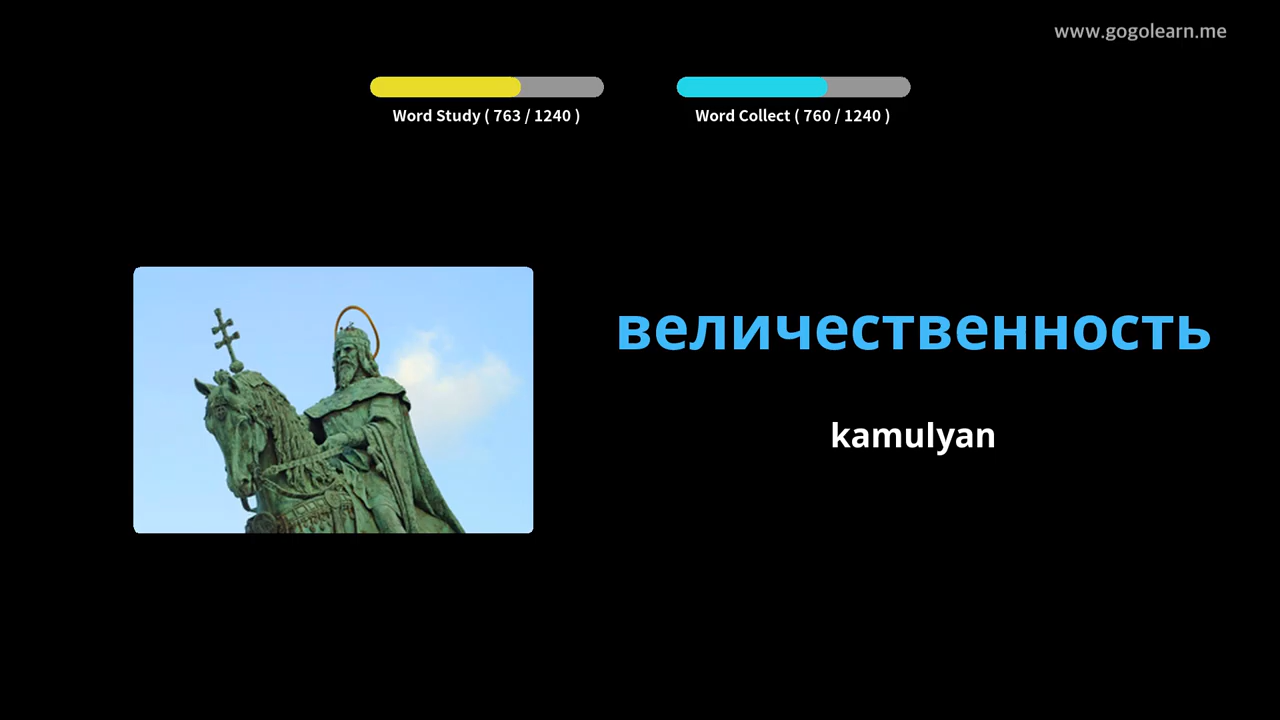 www.gogolearn.me
Word Study ( 763 / 1240 )
Word Collect ( 760 / 1240 )
величественность
kamulyan